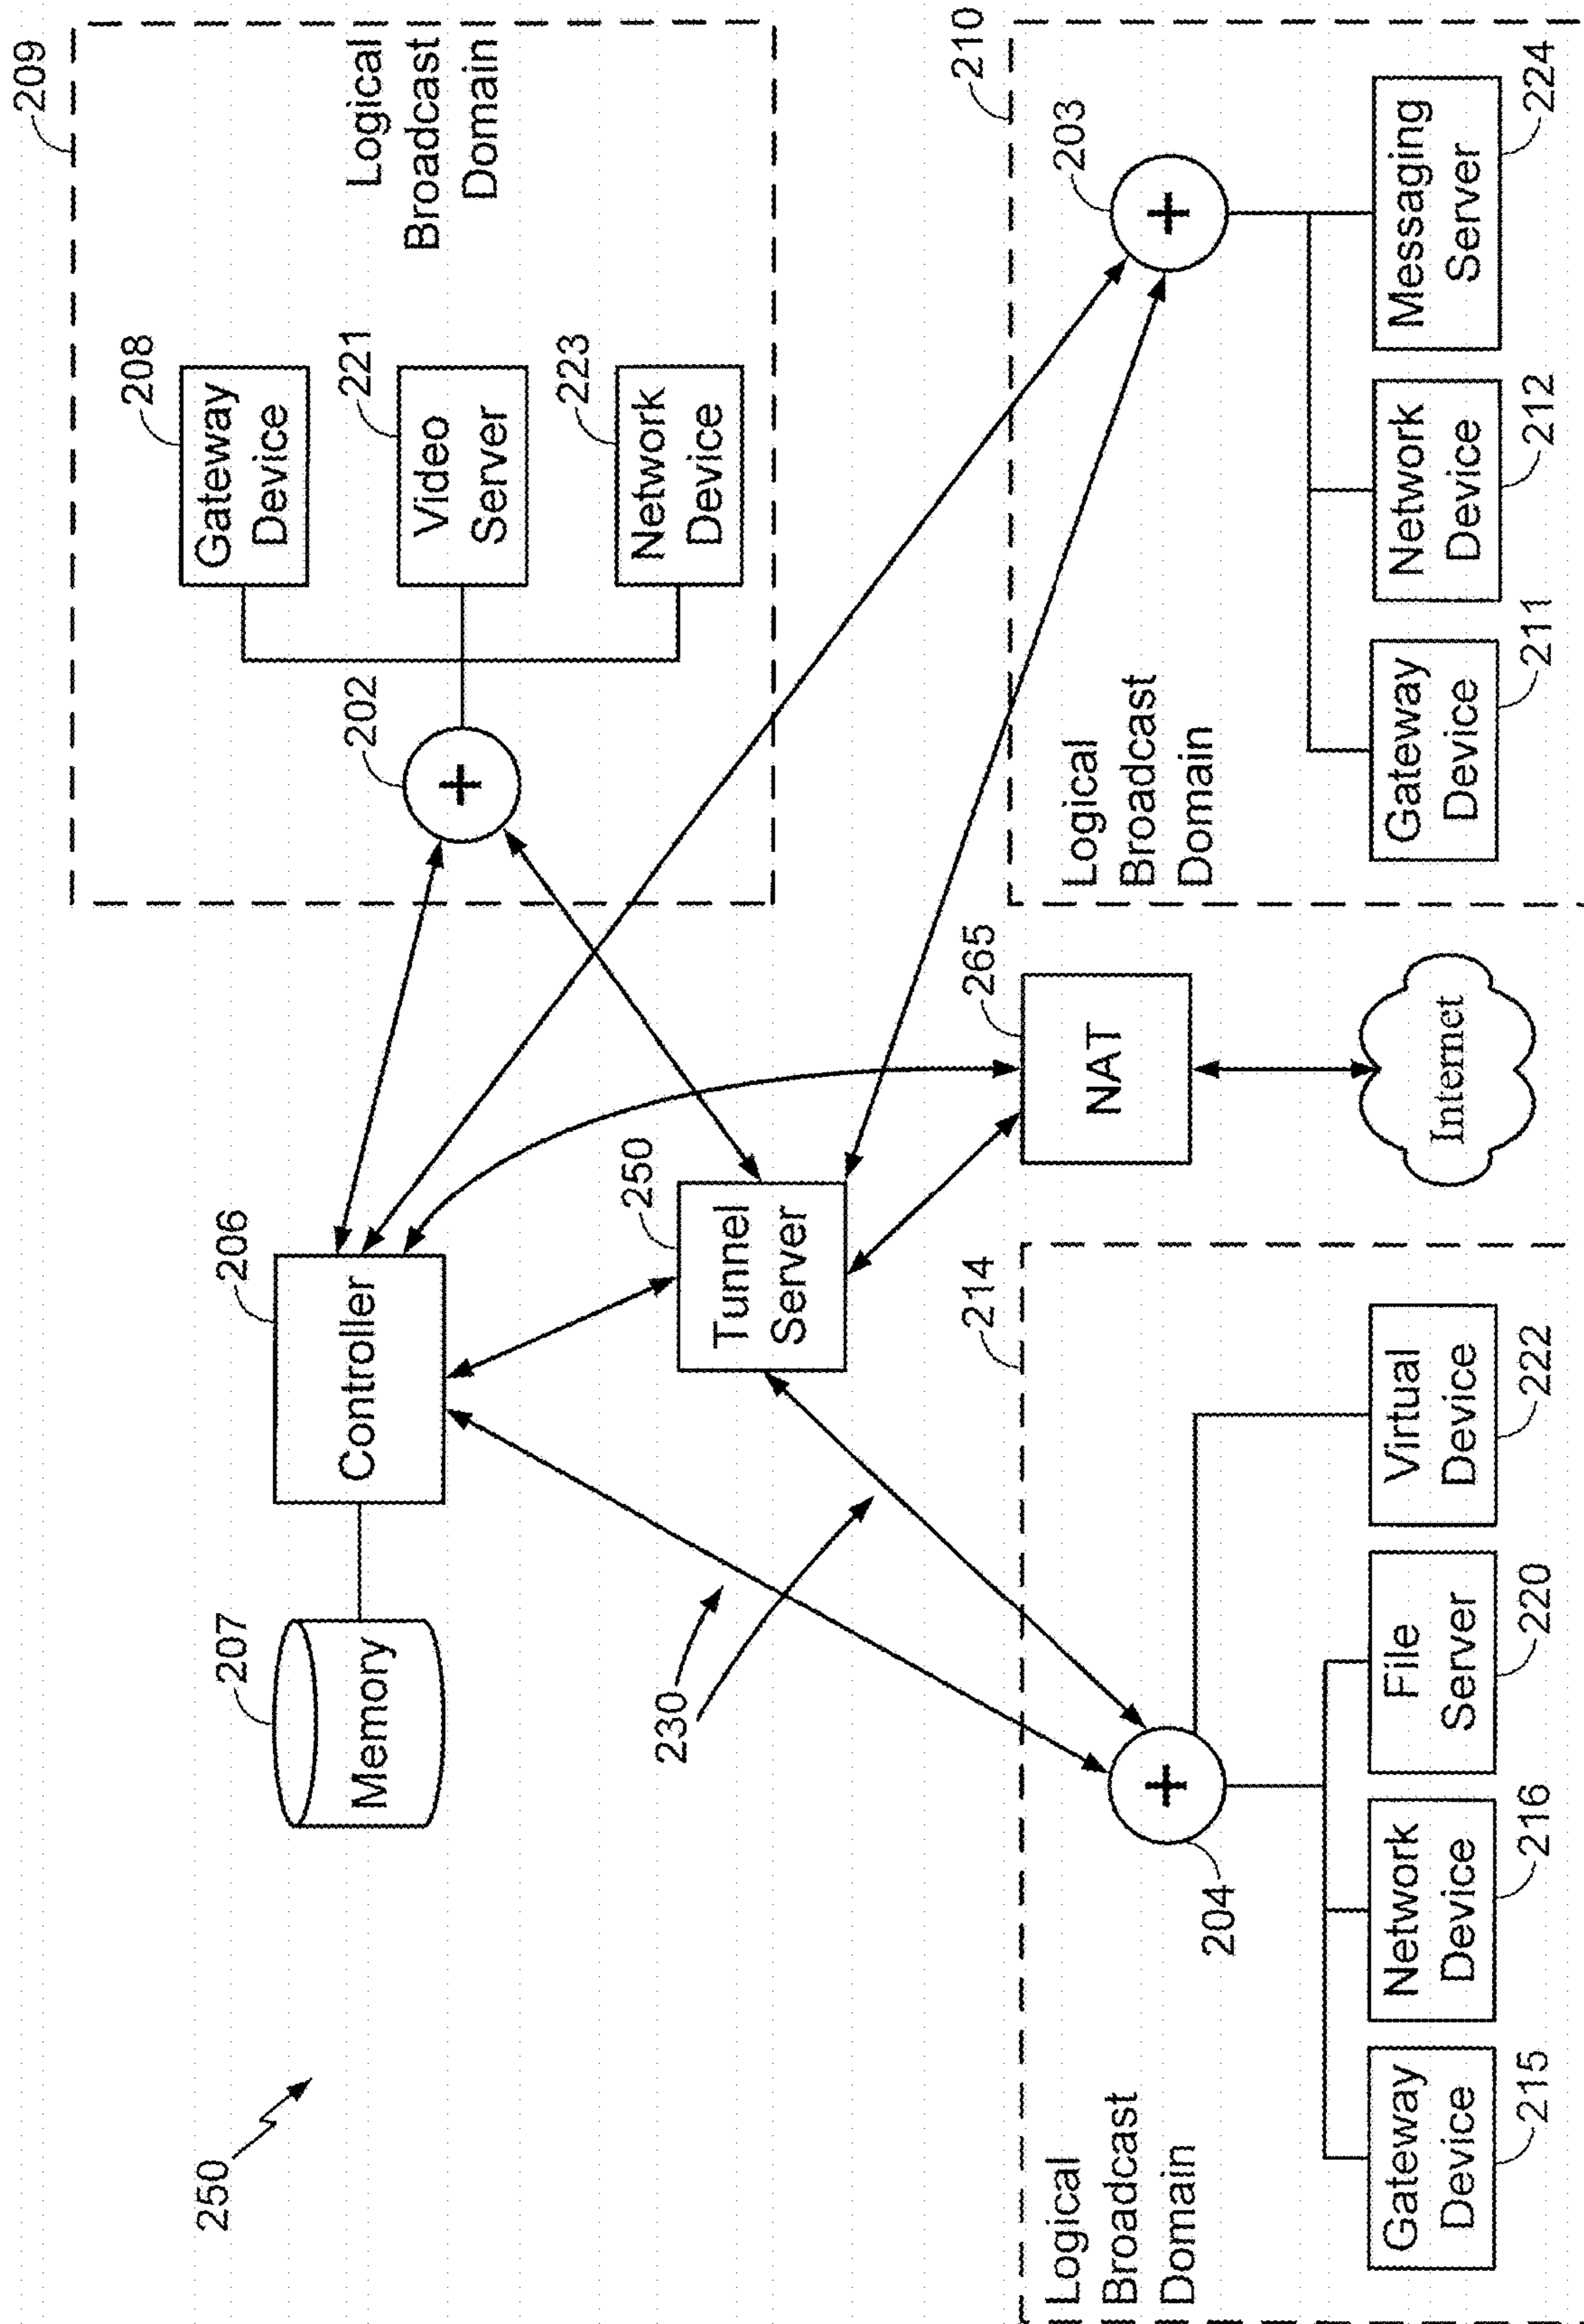 250
207
Memory
206
Controller
209
208
Gateway
Device
221
Video
Server
223
Network
Device
202
Logical
Broadcast
Domain
230
250
Tunnel
Server
214
Logical
Broadcast
Domain
204
Gateway
Device
215
Network
Device
216
File
Server
220
Virtual
Device
222
265
NAT
Internet
210
Logical
Broadcast
Domain
203
Gateway
Device
211
Network
Device
212
Messaging
Server
224